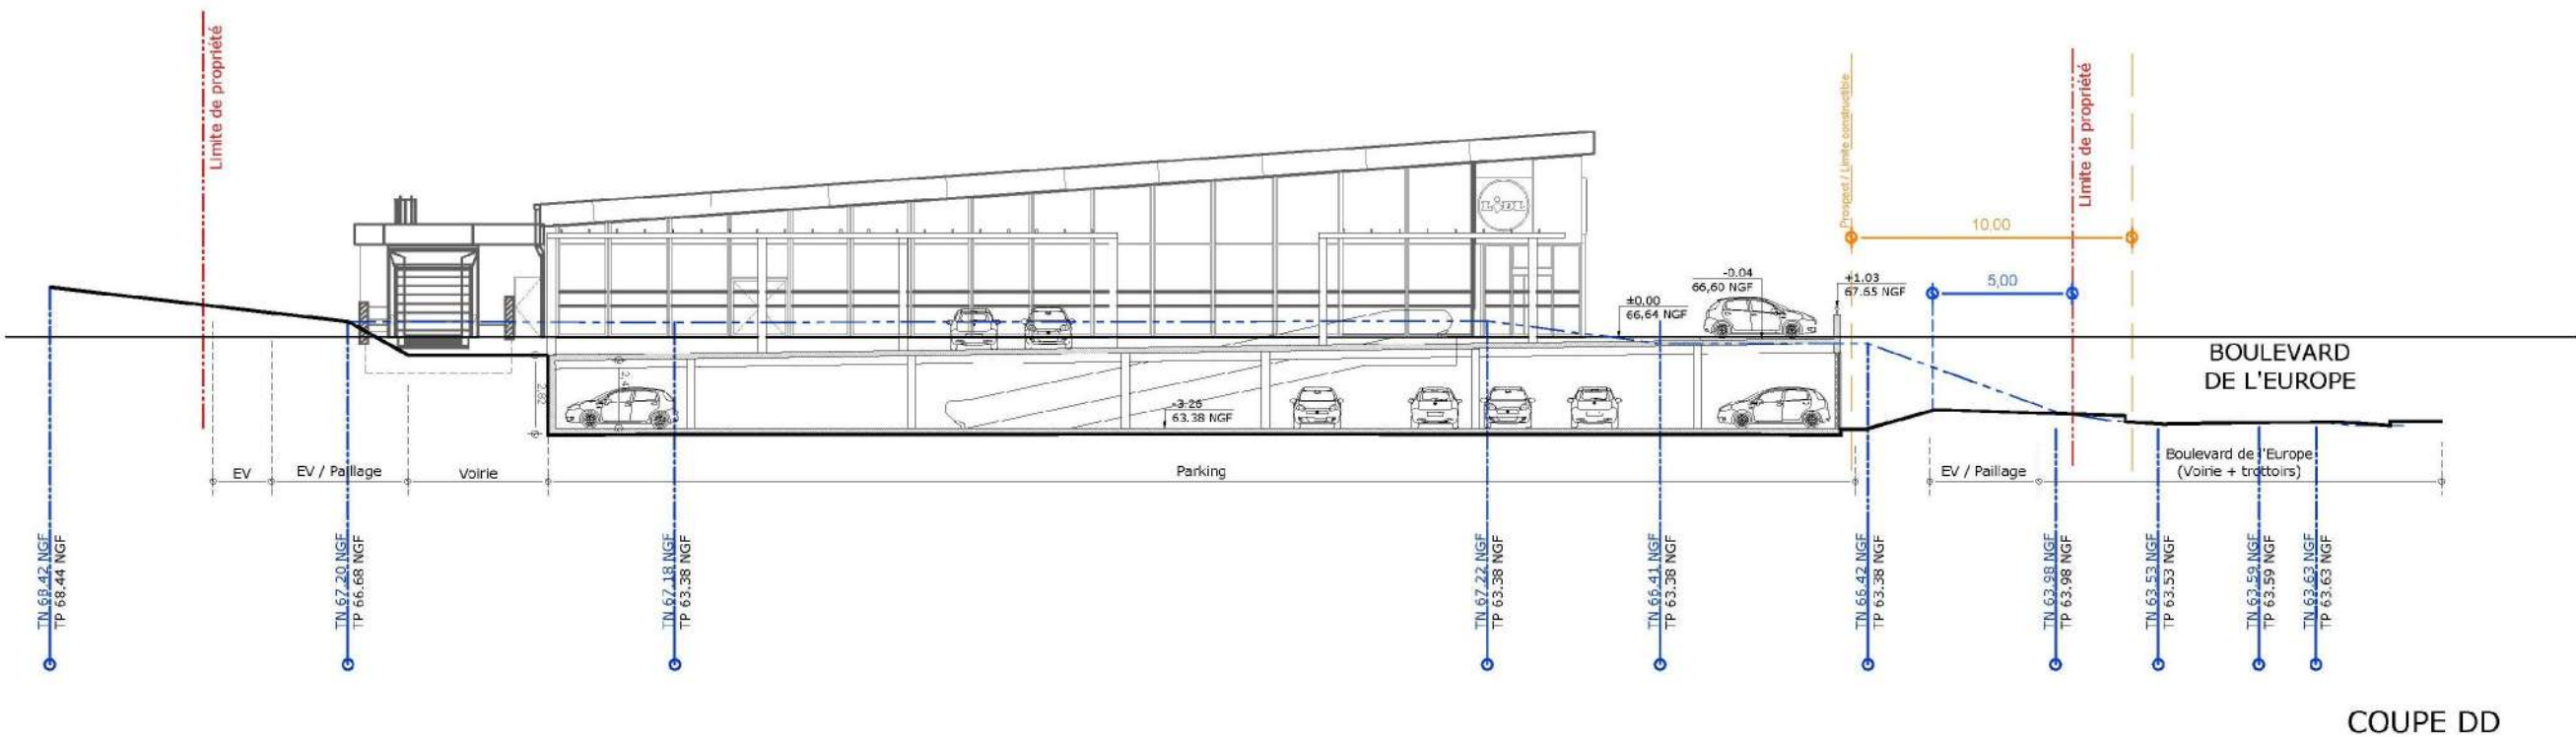 Limite de propriété
Prospect / Limite constructible
Limite de propriété
10,00
5,00
LIDL
-0.04
66,60 NGF
+1.03
67.65 NGF
±0.00
66,64 NGF
BOULEVARD
DE L'EUROPE
2,82
-3.26
63.38 NGF
EV
EV / Paillage
Voirie
Parking
EV / Paillage
Boulevard de l'Europe
(Voirie + trottoirs)
TN 68.42 NGF
TP 68.44 NGF
TN 67.20 NGF
TP 66.68 NGF
TN 67.18 NGF
TP 63.38 NGF
TN 67.22 NGF
TP 63.38 NGF
TN 66.41 NGF
TP 63.38 NGF
TN 66.42 NGF
TP 63.38 NGF
TN 63.98 NGF
TP 63.98 NGF
TN 63.53 NGF
TP 63.53 NGF
TN 63.59 NGF
TP 63.59 NGF
TN 63.63 NGF
TP 63.63 NGF
COUPE DD